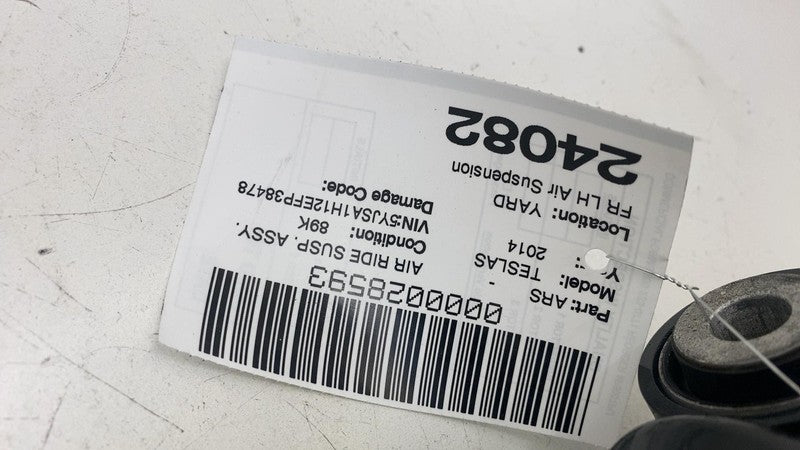 0000028593
Part: ARS - AIR RIDE SUSP. ASSY.
Model: TESLAS
2014 Condition: 89K
VIN:5YJSA1H12EFP38478
Location: YARD Damage Code:
FR LH Air Suspension
24082